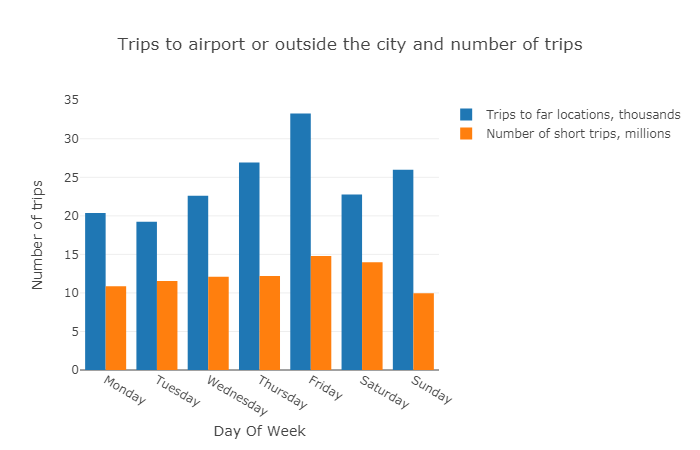 Trips to airport or outside the city and number of trips
Trips to far locations, thousands
Number of short trips, millions
Number of trips
35
30
25
20
15
10
5
0
Monday
Tuesday
Wednesday
Thursday
Friday
Saturday
Sunday
Day Of Week